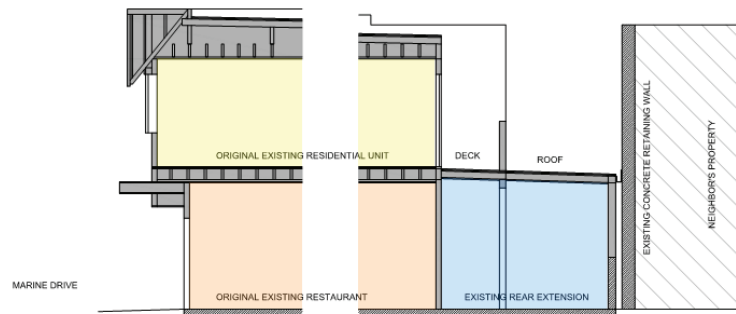 ORIGINAL EXISTING RESIDENTIAL UNIT
DECK
ROOF
EXISTING CONCRETE RETAINING WALL
NEIGHBOR'S PROPERTY
MARINE DRIVE
ORIGINAL EXISTING RESTAURANT
EXISTING REAR EXTENSION